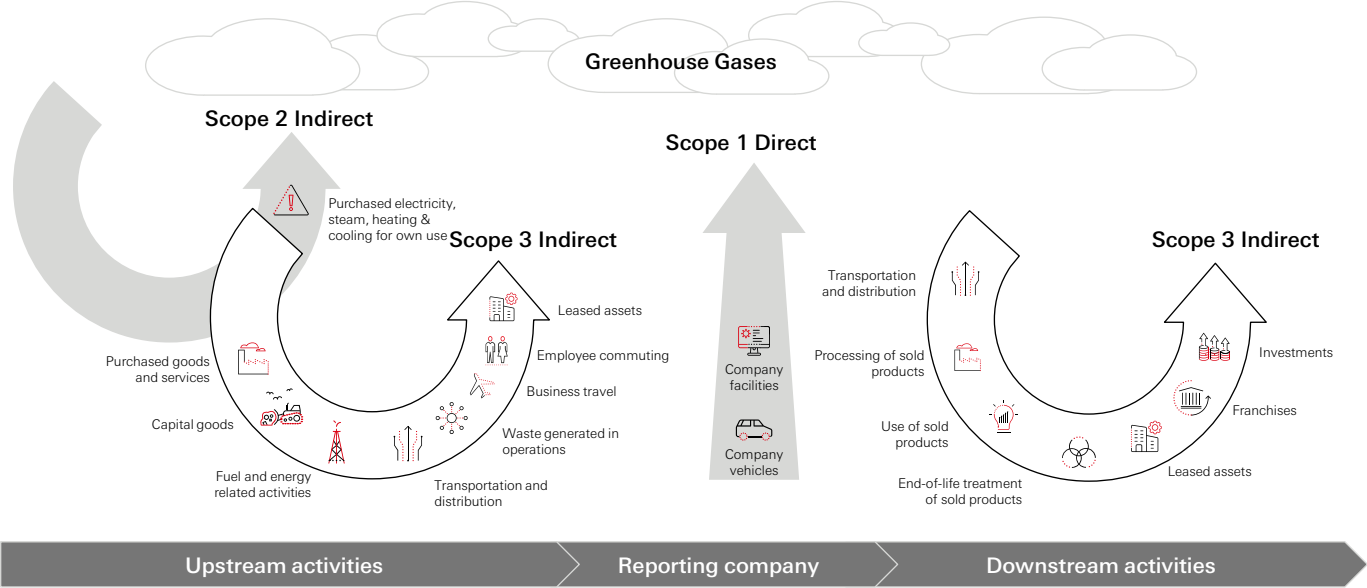 Greenhouse Gases
Scope 2 Indirect
Purchased electricity,
steam, heating &
cooling for own use
Scope 3 Indirect
Leased assets
Employee commuting
Business travel
Waste generated in
operations
Transportation and
distribution
Fuel and energy
related activities
Capital goods
Purchased goods
and services
Scope 1 Direct
Company
facilities
Company
vehicles
Scope 3 Indirect
Transportation
and distribution
Processing of sold
products
Use of sold
products
End-of-life treatment
of sold products
Leased assets
Franchises
Investments
Upstream activities
Reporting company
Downstream activities